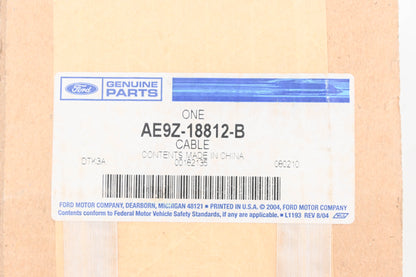 Ford GENUINE PARTS
ONE
AE9Z-18812-B
CABLE
CONTENTS MADE IN CHINA
DTK3A 00162135 060210
FORD MOTOR COMPANY, DEARBORN, MICHIGAN 48121 • PRINTED IN U.S.A. © 2004, FORD MOTOR COMPANY
Contents conform to Federal Motor Vehicle Safety Standards, if any are applicable. • L1193 REV 8/04